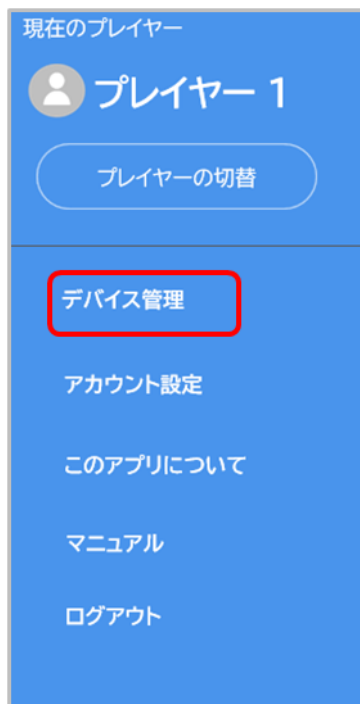 現在のプレイヤー
プレイヤー 1
プレイヤーの切替
デバイス管理
アカウント設定
このアプリについて
マニュアル
ログアウト